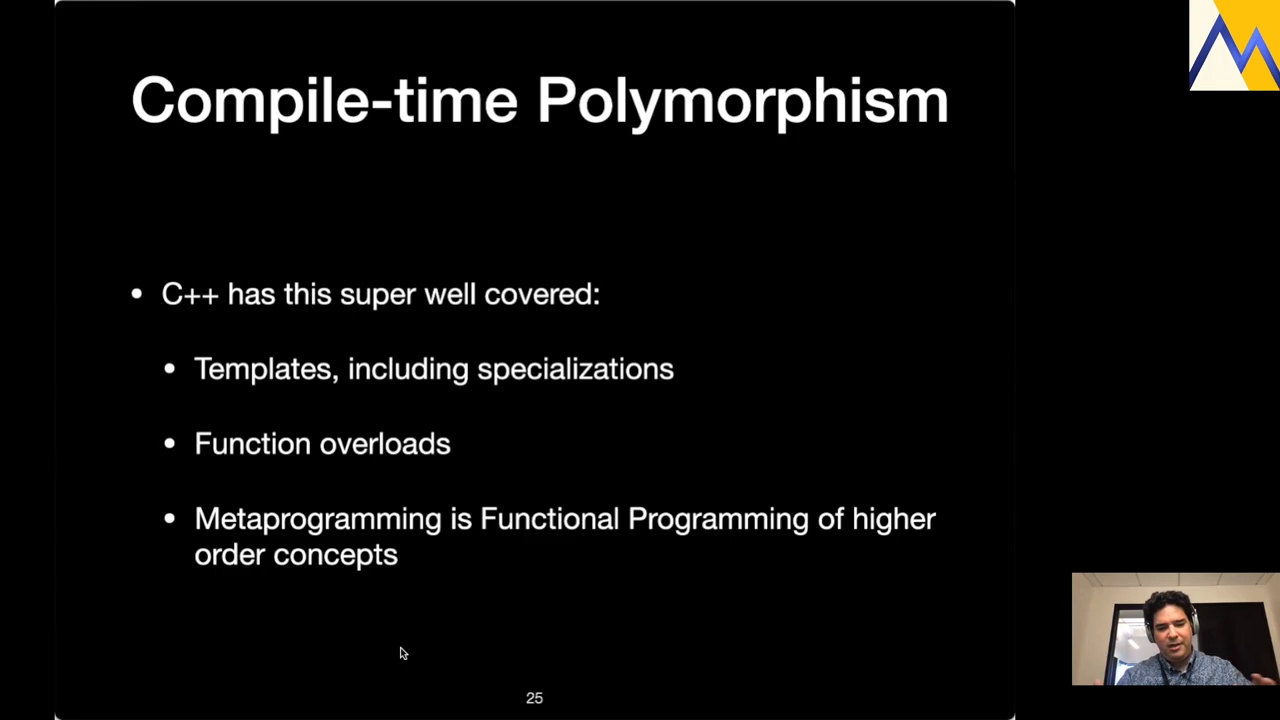 Compile-time Polymorphism
• C++ has this super well covered:
• Templates, including specializations
• Function overloads
• Metaprogramming is Functional Programming of higher
order concepts
25